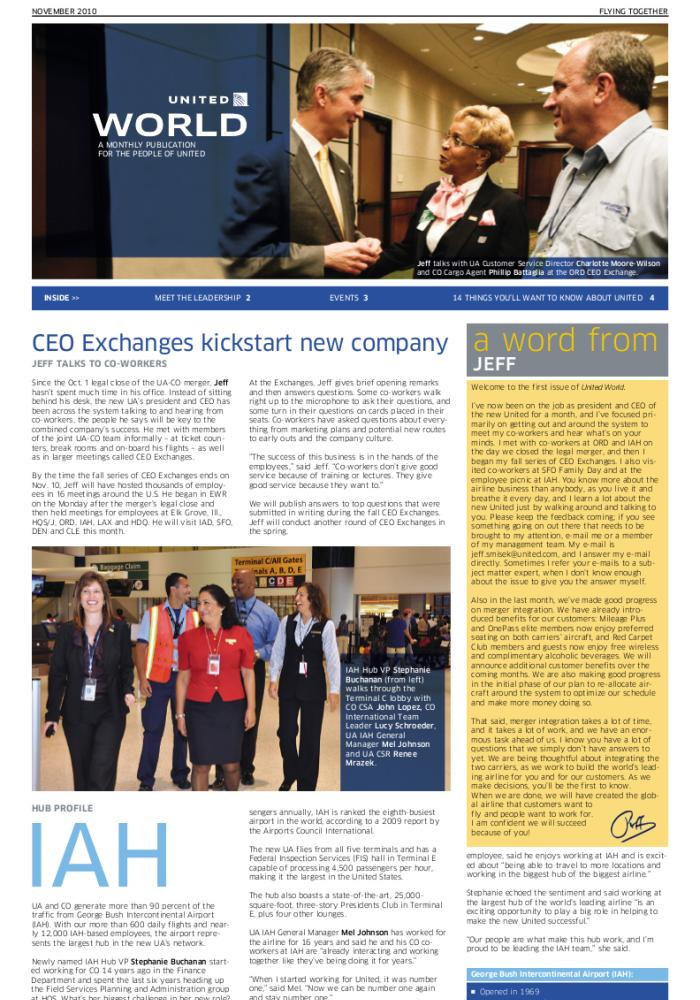 NOVEMBER 2010
FLYING TOGETHER
UNITED
WORLD
A MONTHLY PUBLICATION
FOR THE PEOPLE OF UNITED
Jeff talks with UA Customer Service Director Charlotte Moore-Wilson
and CO Cargo Agent Phillip Battaglia at the ORD CEO Exchange.
INSIDE >>
MEET THE LEADERSHIP 2
EVENTS 3
14 THINGS YOU'LL WANT TO KNOW ABOUT UNITED 4
CEO Exchanges kickstart new company
JEFF TALKS TO CO-WORKERS
Since the Oct. 1 legal close of the UA-CO merger, Jeff
hasn't spent much time in his office. Instead of sitting
behind his desk, the new UA's president and CEO has
been across the system talking to and hearing from
co-workers, the people he says will be key to the
combined company's success. He met with members
of the joint UA-CO team informally – at ticket coun-
ters, break rooms and on-board his flights – as well
as in larger meetings called CEO Exchanges.
By the time the fall series of CEO Exchanges ends on
Nov. 10, Jeff will have hosted thousands of employ-
ees in 16 meetings around the U.S. He began in EWR
on the Monday after the merger's legal close and
then held meetings for employees at Elk Grove, Ill.,
HQS/J, ORD, IAH, LAX and HDQ. He will visit IAD, SFO,
DEN and CLE this month.
At the Exchanges, Jeff gives brief opening remarks
and then answers questions. Some co-workers walk
right up to the microphone to ask their questions, and
some turn in their questions on cards placed in their
seats. Co-workers have asked questions about every-
thing from marketing plans and potential new routes
to early outs and the company culture.
"The success of this business is in the hands of the
employees," said Jeff. "Co-workers don't give good
service because of training or lectures. They give
good service because they want to."
We will publish answers to top questions that were
submitted in writing during the fall CEO Exchanges.
Jeff will conduct another round of CEO Exchanges in
the spring.
Baggage Claim
Terminal C/All Gates
Terminals A, B, D, E
IAH Hub VP Stephanie
Buchanan (from left)
walks through the
Terminal C lobby with
CO CSA John Lopez, CO
International Team
Leader Lucy Schroeder,
UA IAH General
Manager Mel Johnson
and UA CSR Renee
Mrazek.
HUB PROFILE
IAH
UA and CO generate more than 90 percent of the
traffic from George Bush Intercontinental Airport
(IAH). With our more than 600 daily flights and near-
ly 12,000 IAH-based employees, the airport repre-
sents the largest hub in the new UA's network.
Newly named IAH Hub VP Stephanie Buchanan start-
ed working for CO 14 years ago in the Finance
Department and spent the last six years heading up
the Field Services Planning and Administration group
at HQS. What's her biggest challenge in her new role?
sengers annually, IAH is ranked the eighth-busiest
airport in the world, according to a 2009 report by
the Airports Council International.
The new UA flies from all five terminals and has a
Federal Inspection Services (FIS) hall in Terminal E
capable of processing 4,500 passengers per hour,
making it the largest in the United States.
The hub also boasts a state-of-the-art, 25,000-
square-foot, three-story Presidents Club in Terminal
E, plus four other lounges.
UA IAH General Manager Mel Johnson has worked for
the airline for 16 years and said he and his CO co-
workers at IAH are "already interacting and working
together like they've being doing it for years."
"When I started working for United, it was number
one," said Mel. "Now we can be number one again
and stay number one."
a word from
JEFF
Welcome to the first issue of United World.
I've now been on the job as president and CEO of
the new United for a month, and I've focused pri-
marily on getting out and around the system to
meet my co-workers and hear what's on your
minds. I met with co-workers at ORD and IAH on
the day we closed the legal merger, and then I
began my fall series of CEO Exchanges. I also vis-
ited co-workers at SFO Family Day and at the
employee picnic at IAH. You know more about the
airline business than anybody, as you live it and
breathe it every day, and I learn a lot about the
new United just by walking around and talking to
you. Please keep the feedback coming; if you see
something going on out there that needs to be
brought to my attention, e-mail me or a member
of my management team. My e-mail is
jeff.smisek@united.com, and I answer my e-mail
directly. Sometimes I refer your e-mails to a sub-
ject matter expert, when I don't know enough
about the issue to give you the answer myself.
Also in the last month, we've made good progress
on merger integration. We have already intro-
duced benefits for our customers: Mileage Plus
and OnePass elite members now enjoy preferred
seating on both carriers' aircraft, and Red Carpet
Club members and guests now enjoy free wireless
and complimentary alcoholic beverages. We will
announce additional customer benefits over the
coming months. We are also making good progress
in the initial phase of our plan to re-allocate air-
craft around the system to optimize our schedule
and make more money doing so.
That said, merger integration takes a lot of time,
and it takes a lot of work, and we have an enor-
mous task ahead of us. I know you have a lot of
questions that we simply don't have answers to
yet. We are being thoughtful about integrating the
two carriers, as we work to build the world's lead-
ing airline for you and for our customers. As we
make decisions, you'll be the first to know.
When we are done, we will have created the glob-
al airline that customers want to
fly and people want to work for.
I am confident we will succeed
because of you!
employee, said he enjoys working at IAH and is excit-
ed about "being able to travel to more locations and
working in the biggest hub of the biggest airline."
Stephanie echoed the sentiment and said working at
the largest hub of the world's leading airline "is an
exciting opportunity to play a big role in helping to
make the new United successful."
"Our people are what make this hub work, and I'm
proud to be leading the IAH team," she said.
George Bush Intercontinental Airport (IAH):
▪ Opened in 1969